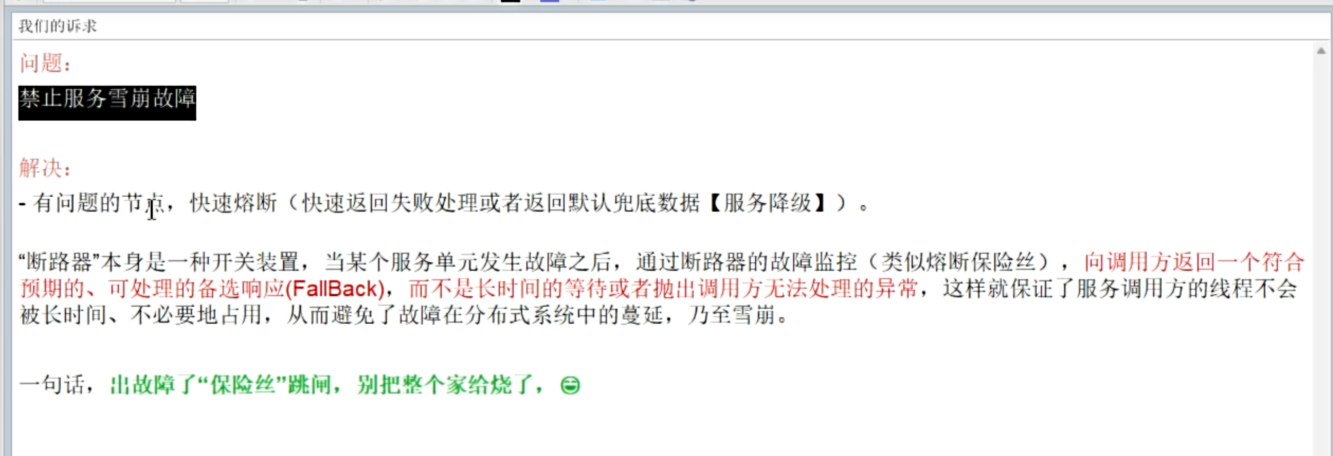 我们的诉求
问题：
禁止服务雪崩故障
解决：
- 有问题的节点，快速熔断（快速返回失败处理或者返回默认兜底数据【服务降级】）。
“断路器”本身是一种开关装置，当某个服务单元发生故障之后，通过断路器的故障监控（类似熔断保险丝），向调用方返回一个符合
预期的、可处理的备选响应(FallBack)，而不是长时间的等待或者抛出调用方无法处理的异常，这样就保证了服务调用方的线程不会
被长时间、不必要地占用，从而避免了故障在分布式系统中的蔓延，乃至雪崩。
一句话，出故障了“保险丝”跳闸，别把整个家给烧了，😄